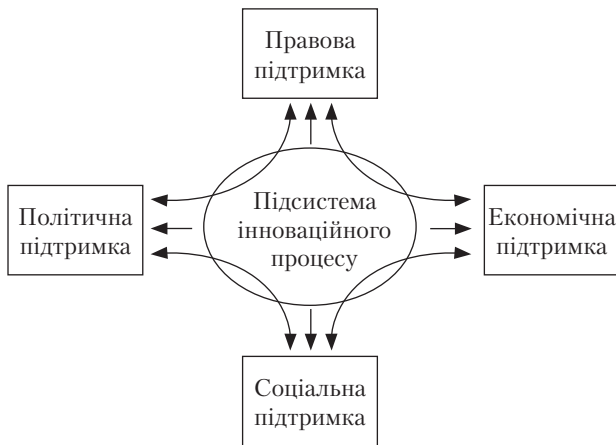 Правова
підтримка
Політична
підтримка
Підсистема
інноваційного
процесу
Економічна
підтримка
Соціальна
підтримка